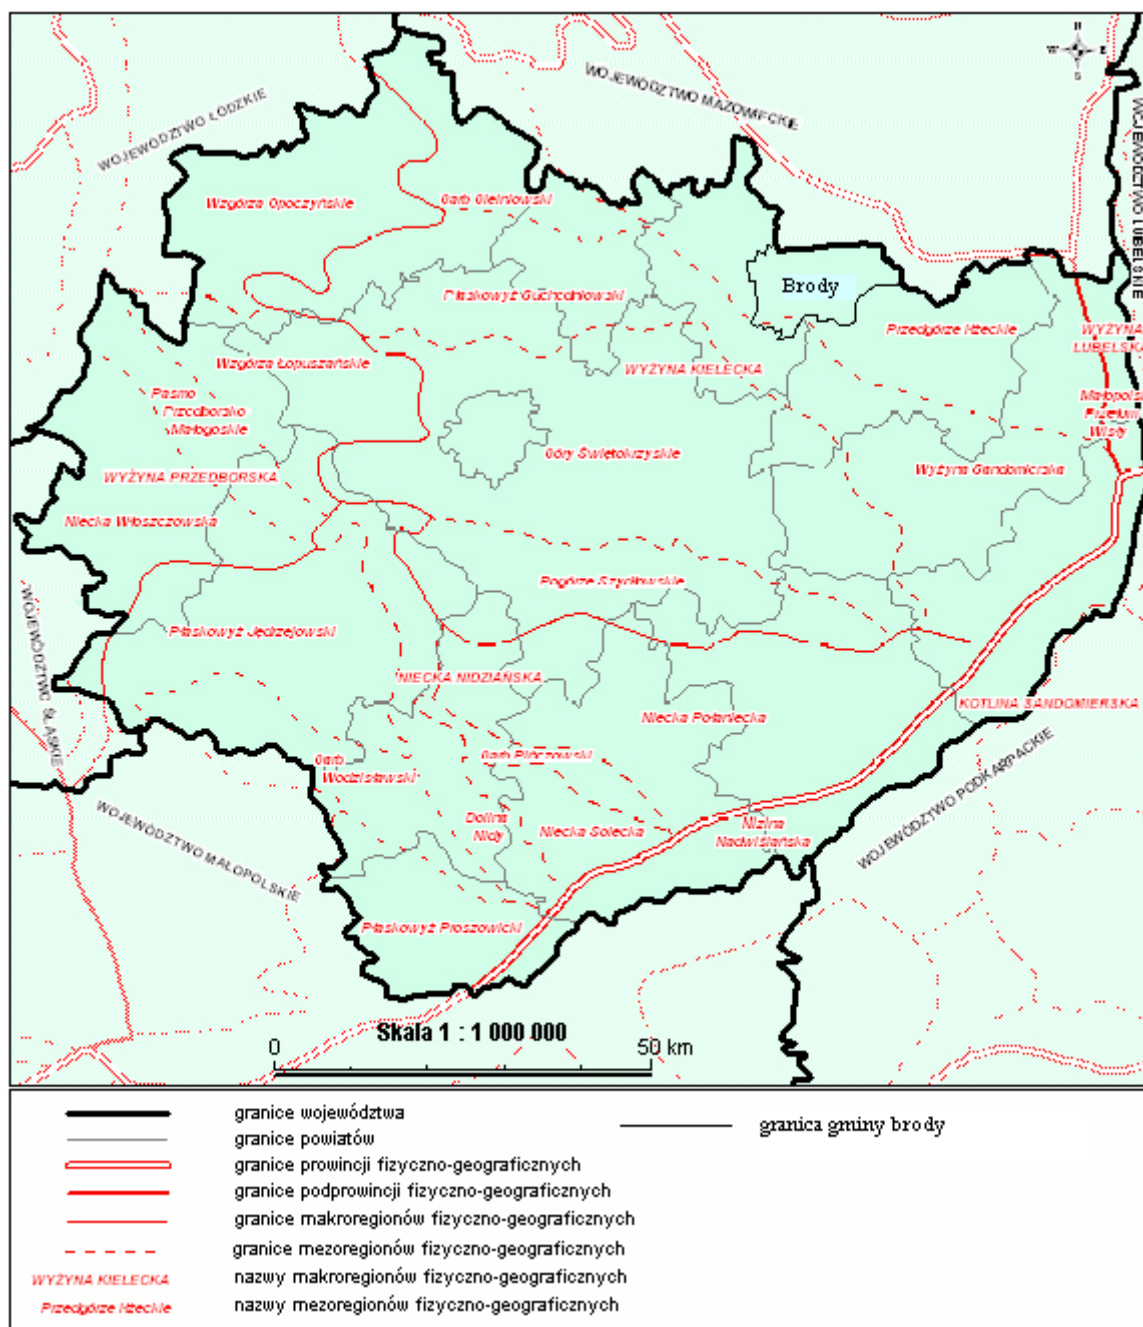 N
W E
S
WOJEWÓDZTWO ŁÓDZKIE
WOJEWÓDZTWO MAZOWIECKIE
WOJEWÓDZTWO LUBELSKIE
Wzgórza Opoczyńskie
Garb Gielniowski
Płaskowyż Suchedniowski
Brody
Przedgórze Iłżeckie
WYŻYNA
LUBELSKA
Wzgórza Łopuszańskie
WYŻYNA KIELECKA
Pasmo
Przedborsko
Małogoskie
Małopolsk
Przełom
Wisły
Góry Świętokrzyskie
Wyżyna Sandomierska
WYŻYNA PRZEDBORSKA
Niecka Włoszczowska
Pogórze Szydłowskie
Płaskowyż Jędrzejowski
WOJEWÓDZTWO ŚLĄSKIE
NIECKA NIDZIAŃSKA
KOTLINA SANDOMIERSKA
Niecka Połaniecka
Garb
Wodzisławski
Garb Pińczowski
WOJEWÓDZTWO PODKARPACKIE
Dolina
Nidy
Niecka Solecka
Nizina
Nadwiślańska
WOJEWÓDZTWO MAŁOPOLSKIE
Płaskowyż Proszowicki
Skala 1 : 1 000 000
0 50 km
granice województwa
granica gminy brody
granice powiatów
granice prowincji fizyczno-geograficznych
granice podprowincji fizyczno-geograficznych
granice makroregionów fizyczno-geograficznych
granice mezoregionów fizyczno-geograficznych
WYŻYNA KIELECKA nazwy makroregionów fizyczno-geograficznych
Przedgórze Iłżeckie nazwy mezoregionów fizyczno-geograficznych